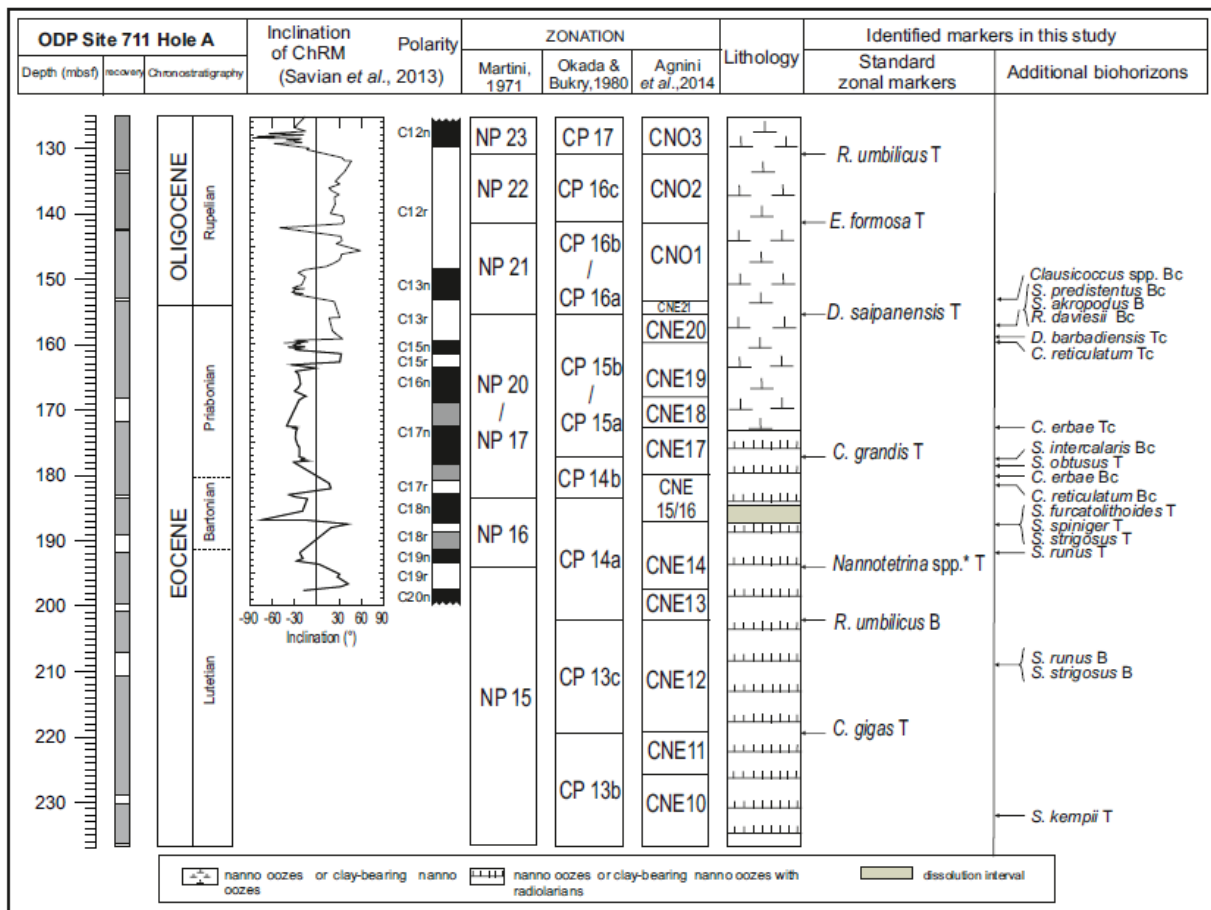 ODP Site 711 Hole A
Depth (mbsf)
recovery
Chronostratigraphy
Inclination
of ChRM
(Savian et al., 2013)
Polarity
ZONATION
Martini,
1971
Okada &
Bukry,1980
Agnini
et al.,2014
Lithology
Identified markers in this study
Standard
zonal markers
Additional biohorizons
130
140
150
160
170
180
190
200
210
220
230
OLIGOCENE
EOCENE
Rupelian
Priabonian
Bartonian
Lutetian
-90 -60 -30 30 60 90
Inclination (°)
C12n
C12r
C13n
C13r
C15n
C15r
C16n
C17n
C17r
C18n
C18r
C19n
C19r
C20n
NP 23
NP 22
NP 21
NP 20
/
NP 17
NP 16
NP 15
CP 17
CP 16c
CP 16b
/
CP 16a
CP 15b
/
CP 15a
CP 14b
CP 14a
CP 13c
CP 13b
CNO3
CNO2
CNO1
CNE21
CNE20
CNE19
CNE18
CNE17
CNE
15/16
CNE14
CNE13
CNE12
CNE11
CNE10
R. umbilicus T
E. formosa T
D. saipanensis T
C. grandis T
Nannotetrina spp.* T
R. umbilicus B
C. gigas T
Clausicoccus spp. Bc
S. predistentus Bc
S. akropodus B
R. daviesii Bc
D. barbadiensis Tc
C. reticulatum Tc
C. erbae Tc
S. intercalaris Bc
S. obtusus T
C. erbae Bc
C. reticulatum Bc
S. furcatolithoides T
S. spiniger T
S. strigosus T
S. runus T
S. runus B
S. strigosus B
S. kempii T
nanno oozes or clay-bearing nanno
oozes
nanno oozes or clay-bearing nanno oozes with
radiolarians
dissolution interval